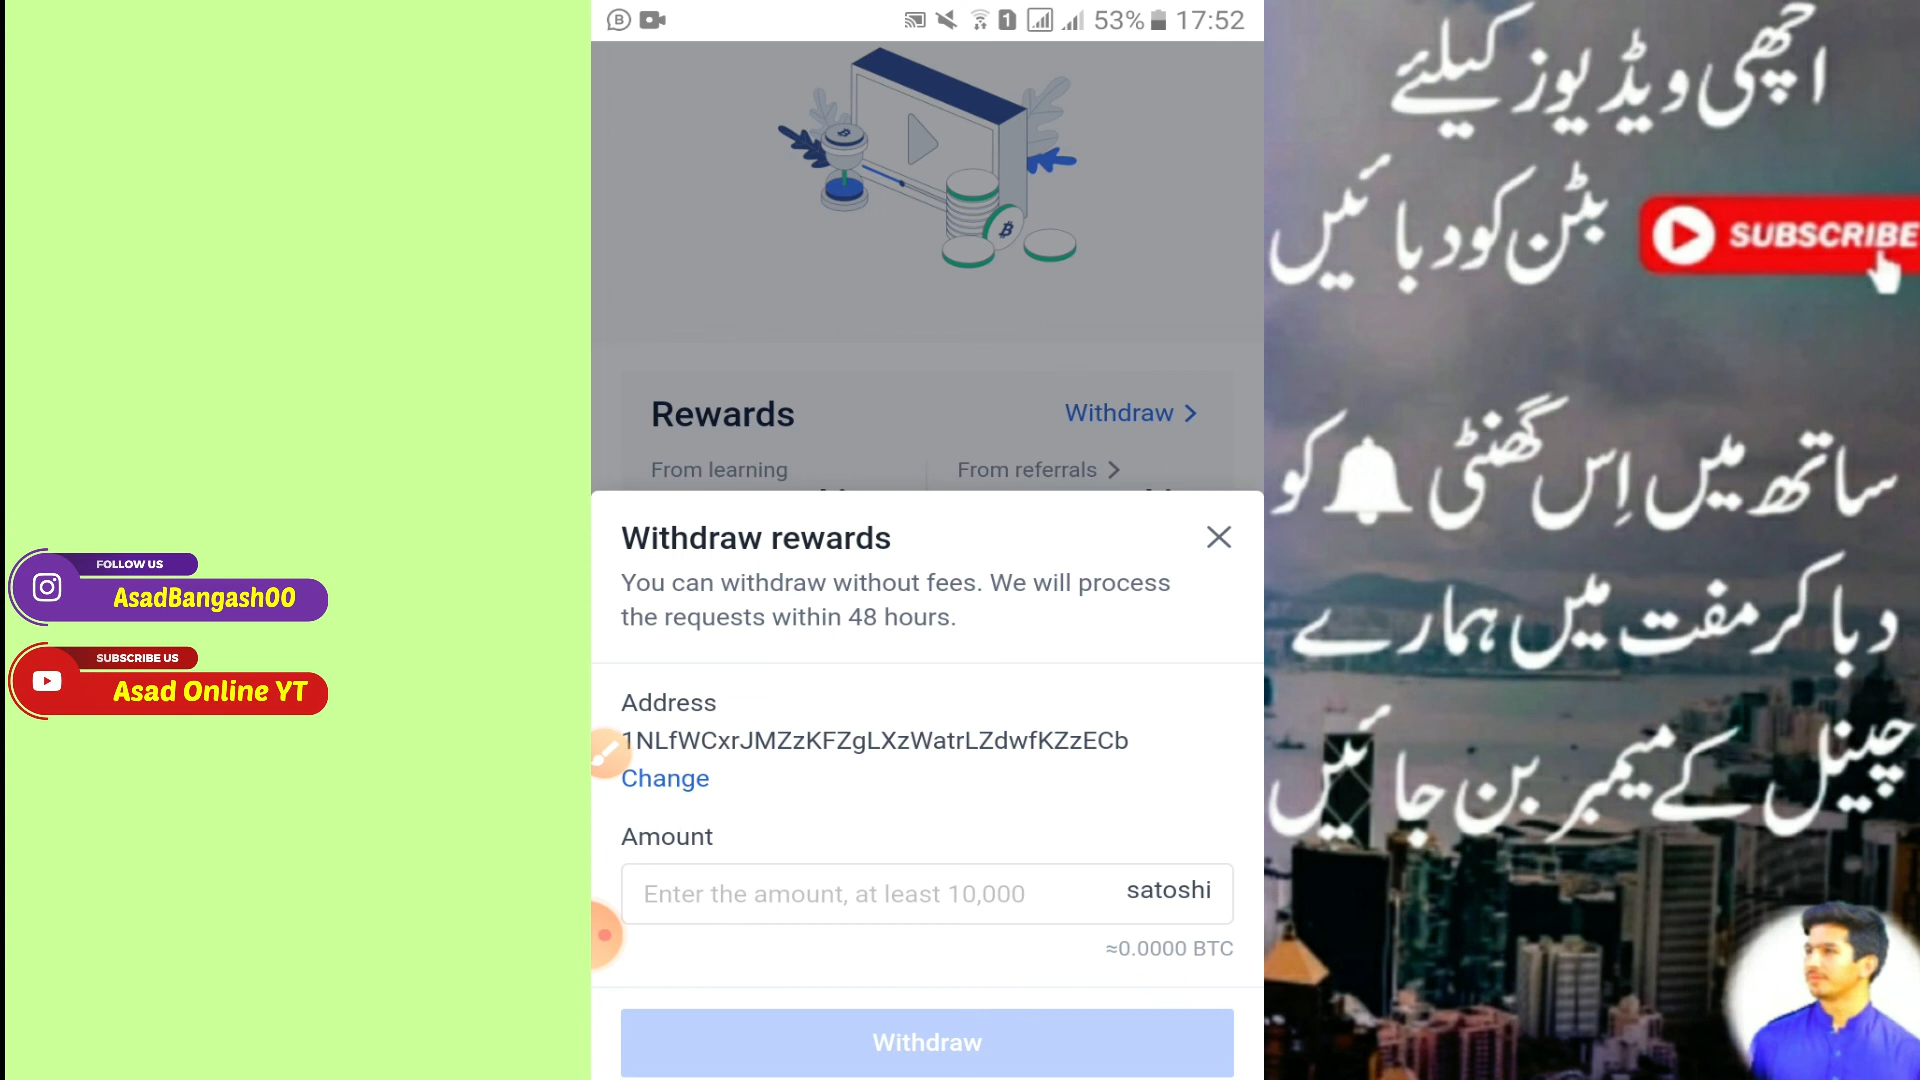 FOLLOW US
AsadBangash00
SUBSCRIBE US
Asad Online YT
1
53%
17:52
Rewards
Withdraw
From learning
From referrals
Withdraw rewards
You can withdraw without fees. We will process
the requests within 48 hours.
Address
1NLfWCxrJMZzKFZgLXzWatrLZdwfKZzECb
Change
Amount
Enter the amount, at least 10,000
satoshi
≈0.0000 BTC
Withdraw
اچھی ویڈیوز کیلئے
SUBSCRIBE بٹن کو دبائیں
ساتھ میں اِس گھنٹی کو
دبا کر مفت میں ہمارے
چینل کے میمبر بن جائیں